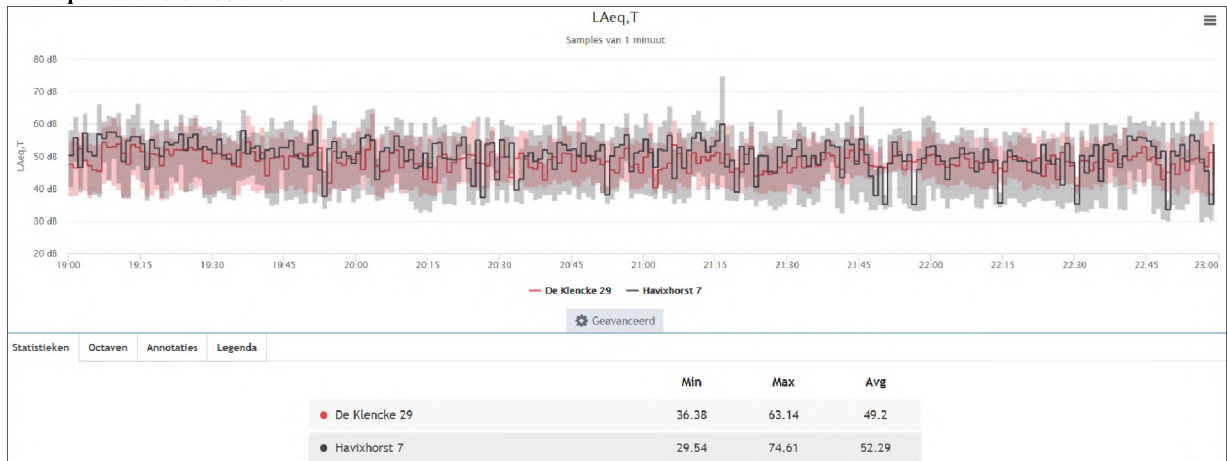 LAeq,T
Samples van 1 minuut
80 dB
70 dB
60 dB
50 dB
40 dB
30 dB
20 dB
LAeq,T
19:00 19:15 19:30 19:45 20:00 20:15 20:30 20:45 21:00 21:15 21:30 21:45 22:00 22:15 22:30 22:45 23:00
De Klencke 29 Havixhorst 7
Geavanceerd
Statistieken Octaven Annotaties Legenda
Min Max Avg
De Klencke 29 36.38 63.14 49.2
Havixhorst 7 29.54 74.61 52.29